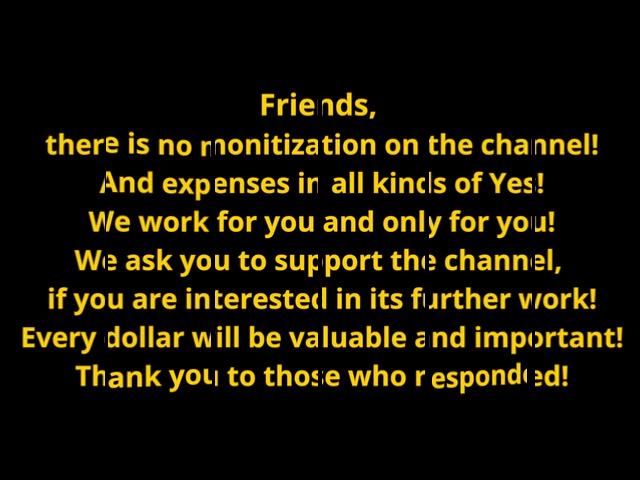 Friends,
there is no monitization on the channel!
And expenses in all kinds of Yes!
We work for you and only for you!
We ask you to support the channel,
if you are interested in its further work!
Every dollar will be valuable and important!
Thank you to those who responded!